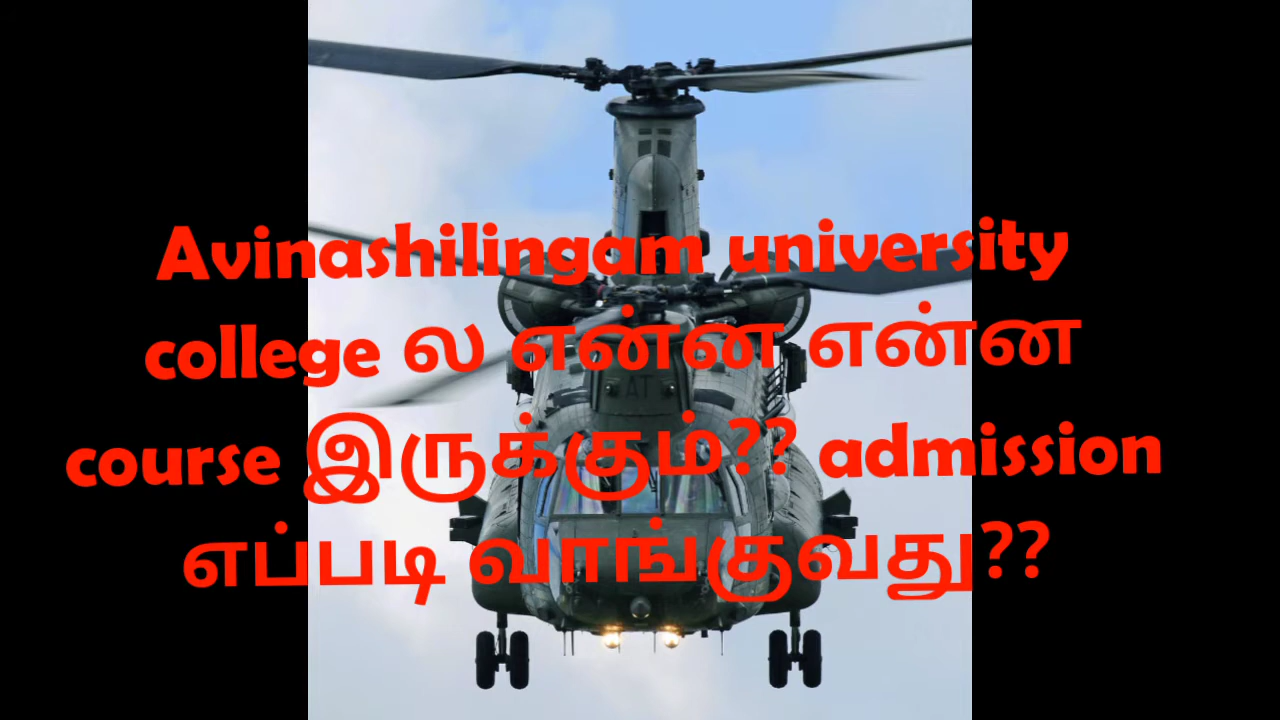 Avinashilingam university
college ல என்ன என்ன
course இருக்கும்?? admission
எப்படி வாங்குவது??